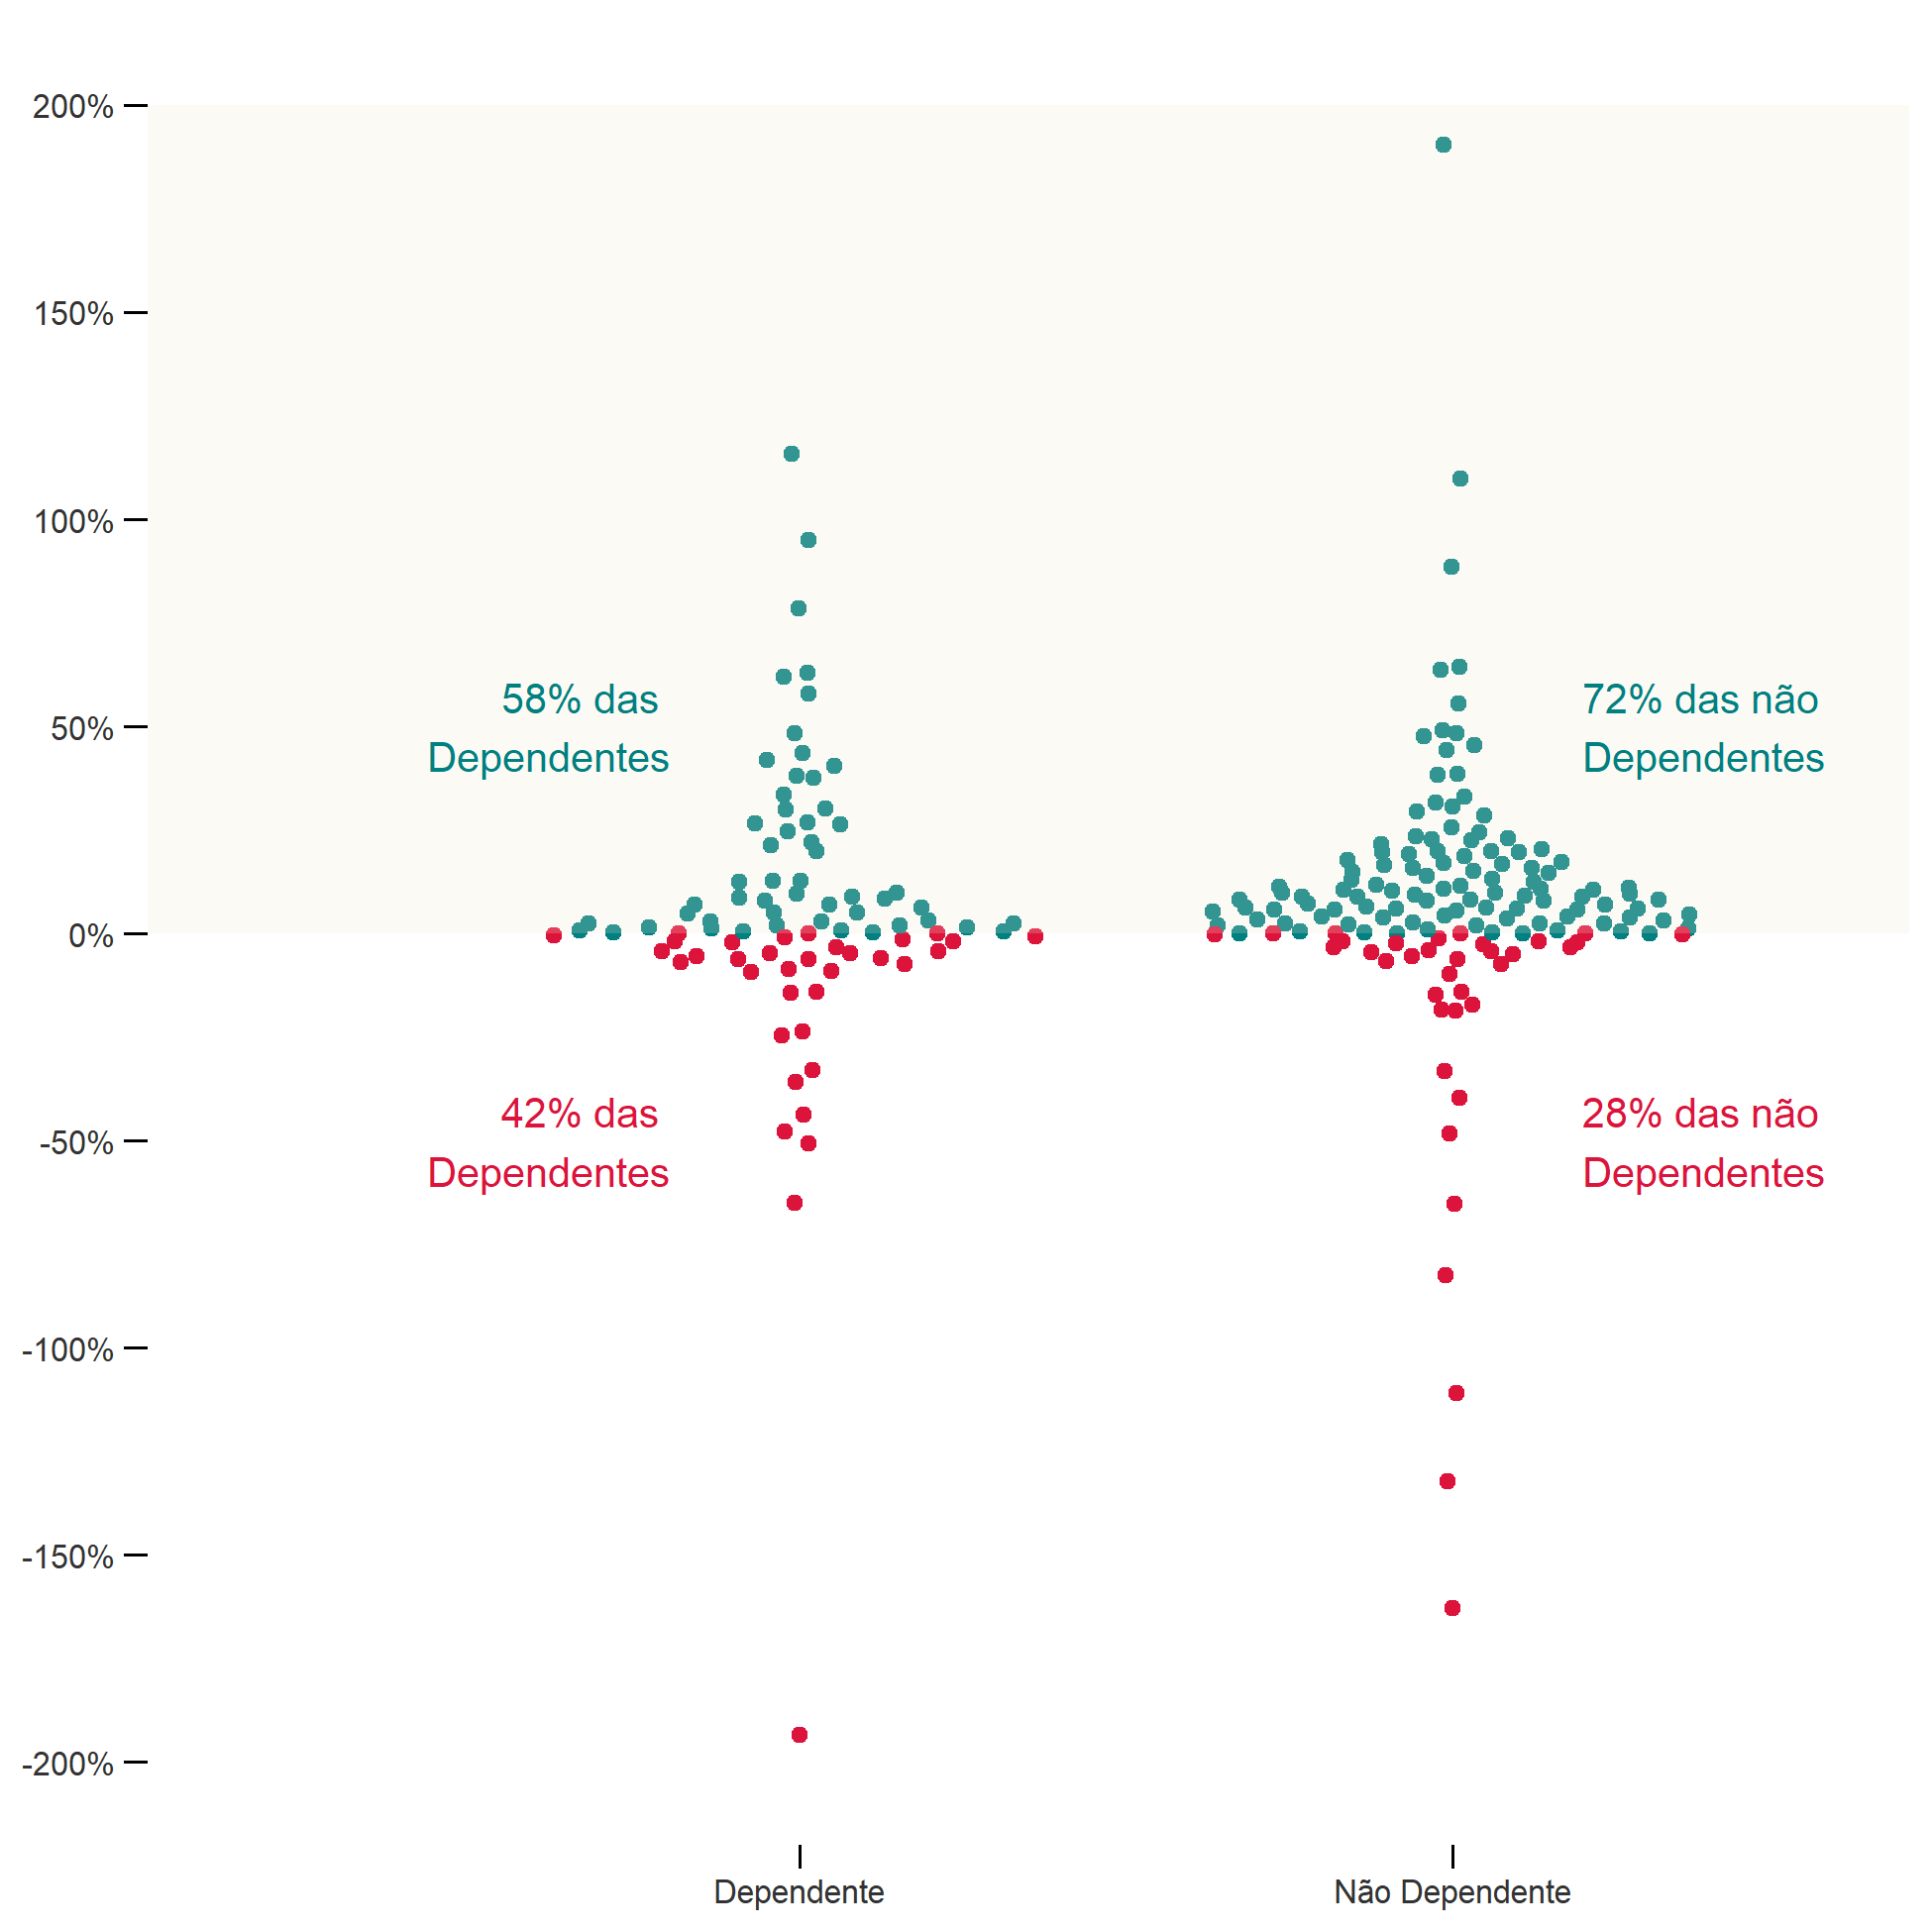 200%
150%
100%
58% das
Dependentes
72% das não
Dependentes
50%
0%
42% das
Dependentes
28% das não
Dependentes
-50%
-100%
-150%
-200%
Dependente
Não Dependente